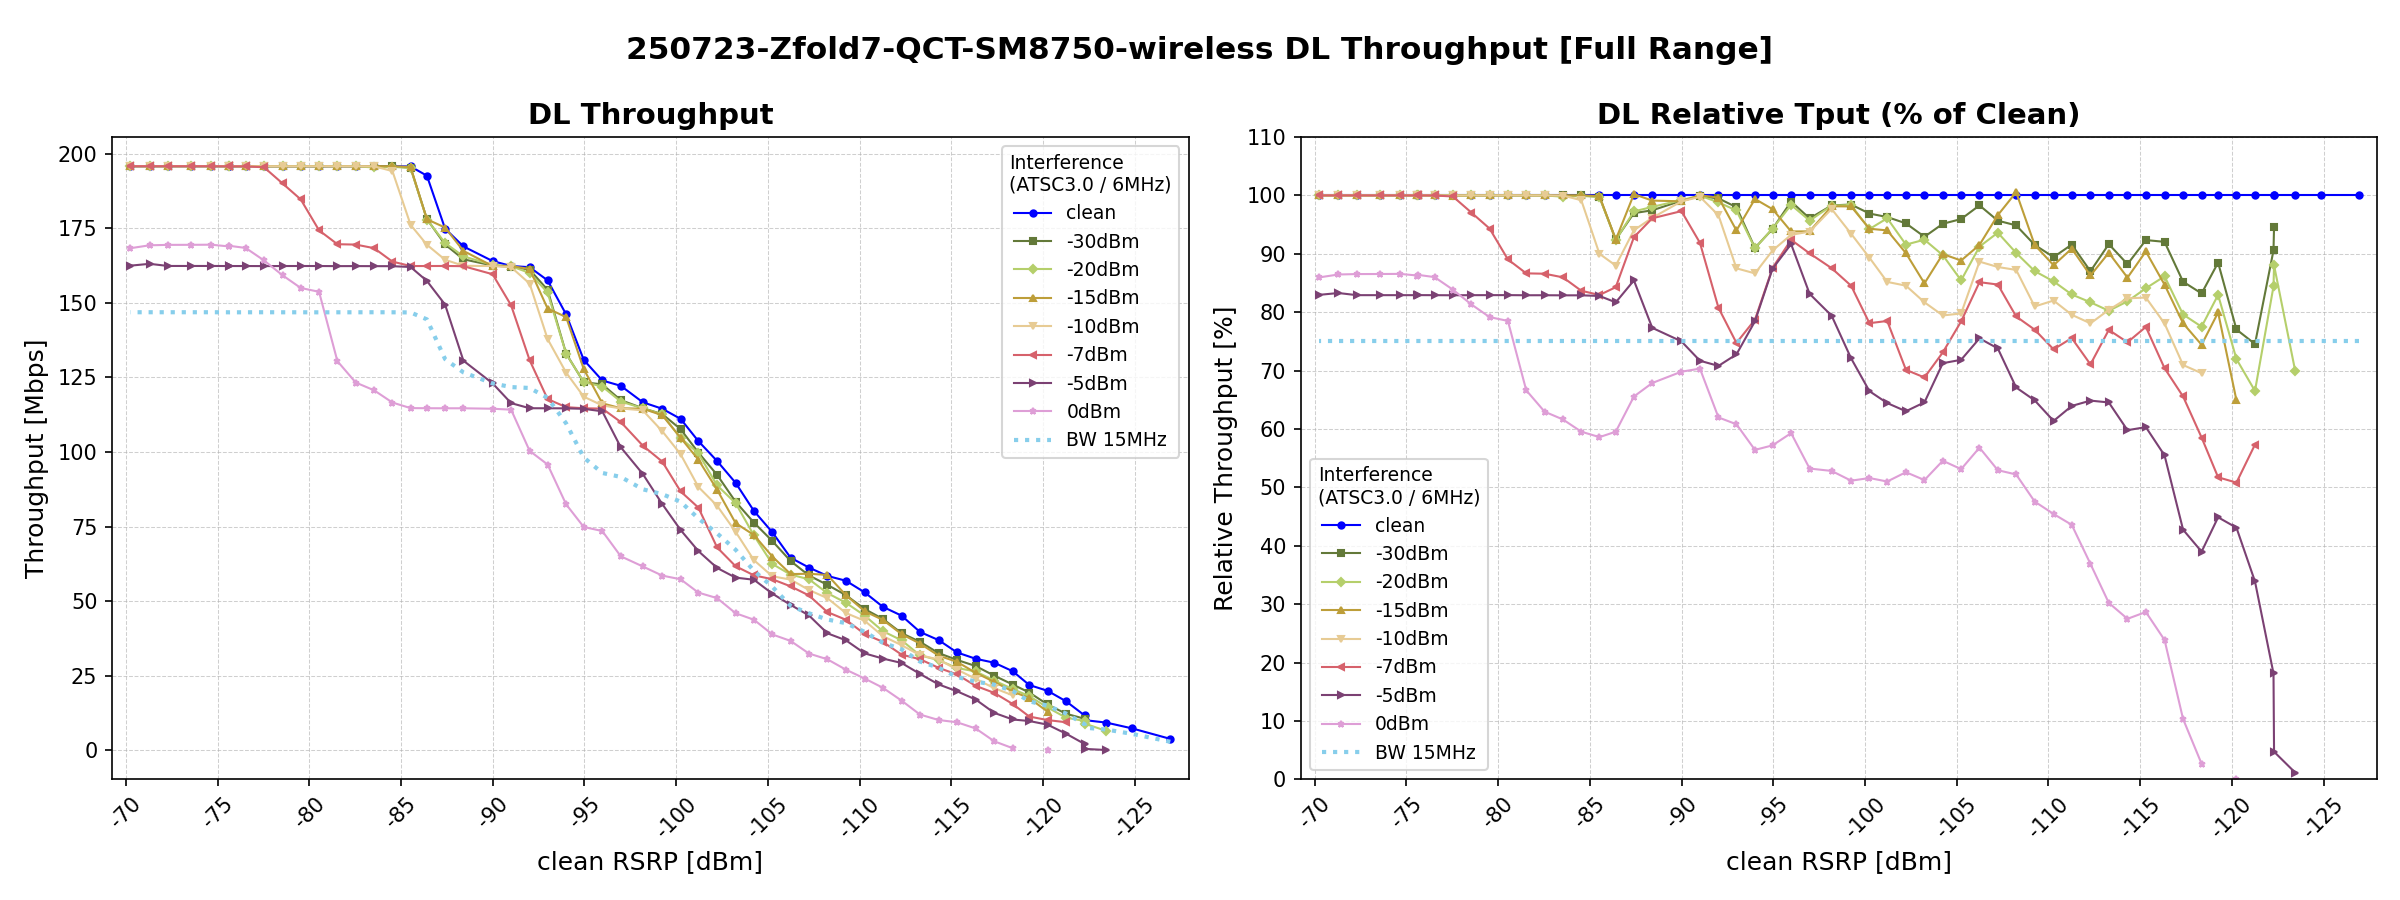 250723-Zfold7-QCT-SM8750-wireless DL Throughput [Full Range]
DL Throughput
Throughput [Mbps]
200
175
150
125
100
75
50
25
0
-70
-75
-80
-85
-90
-95
-100
-105
-110
-115
-120
-125
clean RSRP [dBm]
Interference
(ATSC3.0 / 6MHz)
clean
-30dBm
-20dBm
-15dBm
-10dBm
-7dBm
-5dBm
0dBm
BW 15MHz
DL Relative Tput (% of Clean)
Relative Throughput [%]
110
100
90
80
70
60
50
40
30
20
10
0
-70
-75
-80
-85
-90
-95
-100
-105
-110
-115
-120
-125
clean RSRP [dBm]
Interference
(ATSC3.0 / 6MHz)
clean
-30dBm
-20dBm
-15dBm
-10dBm
-7dBm
-5dBm
0dBm
BW 15MHz